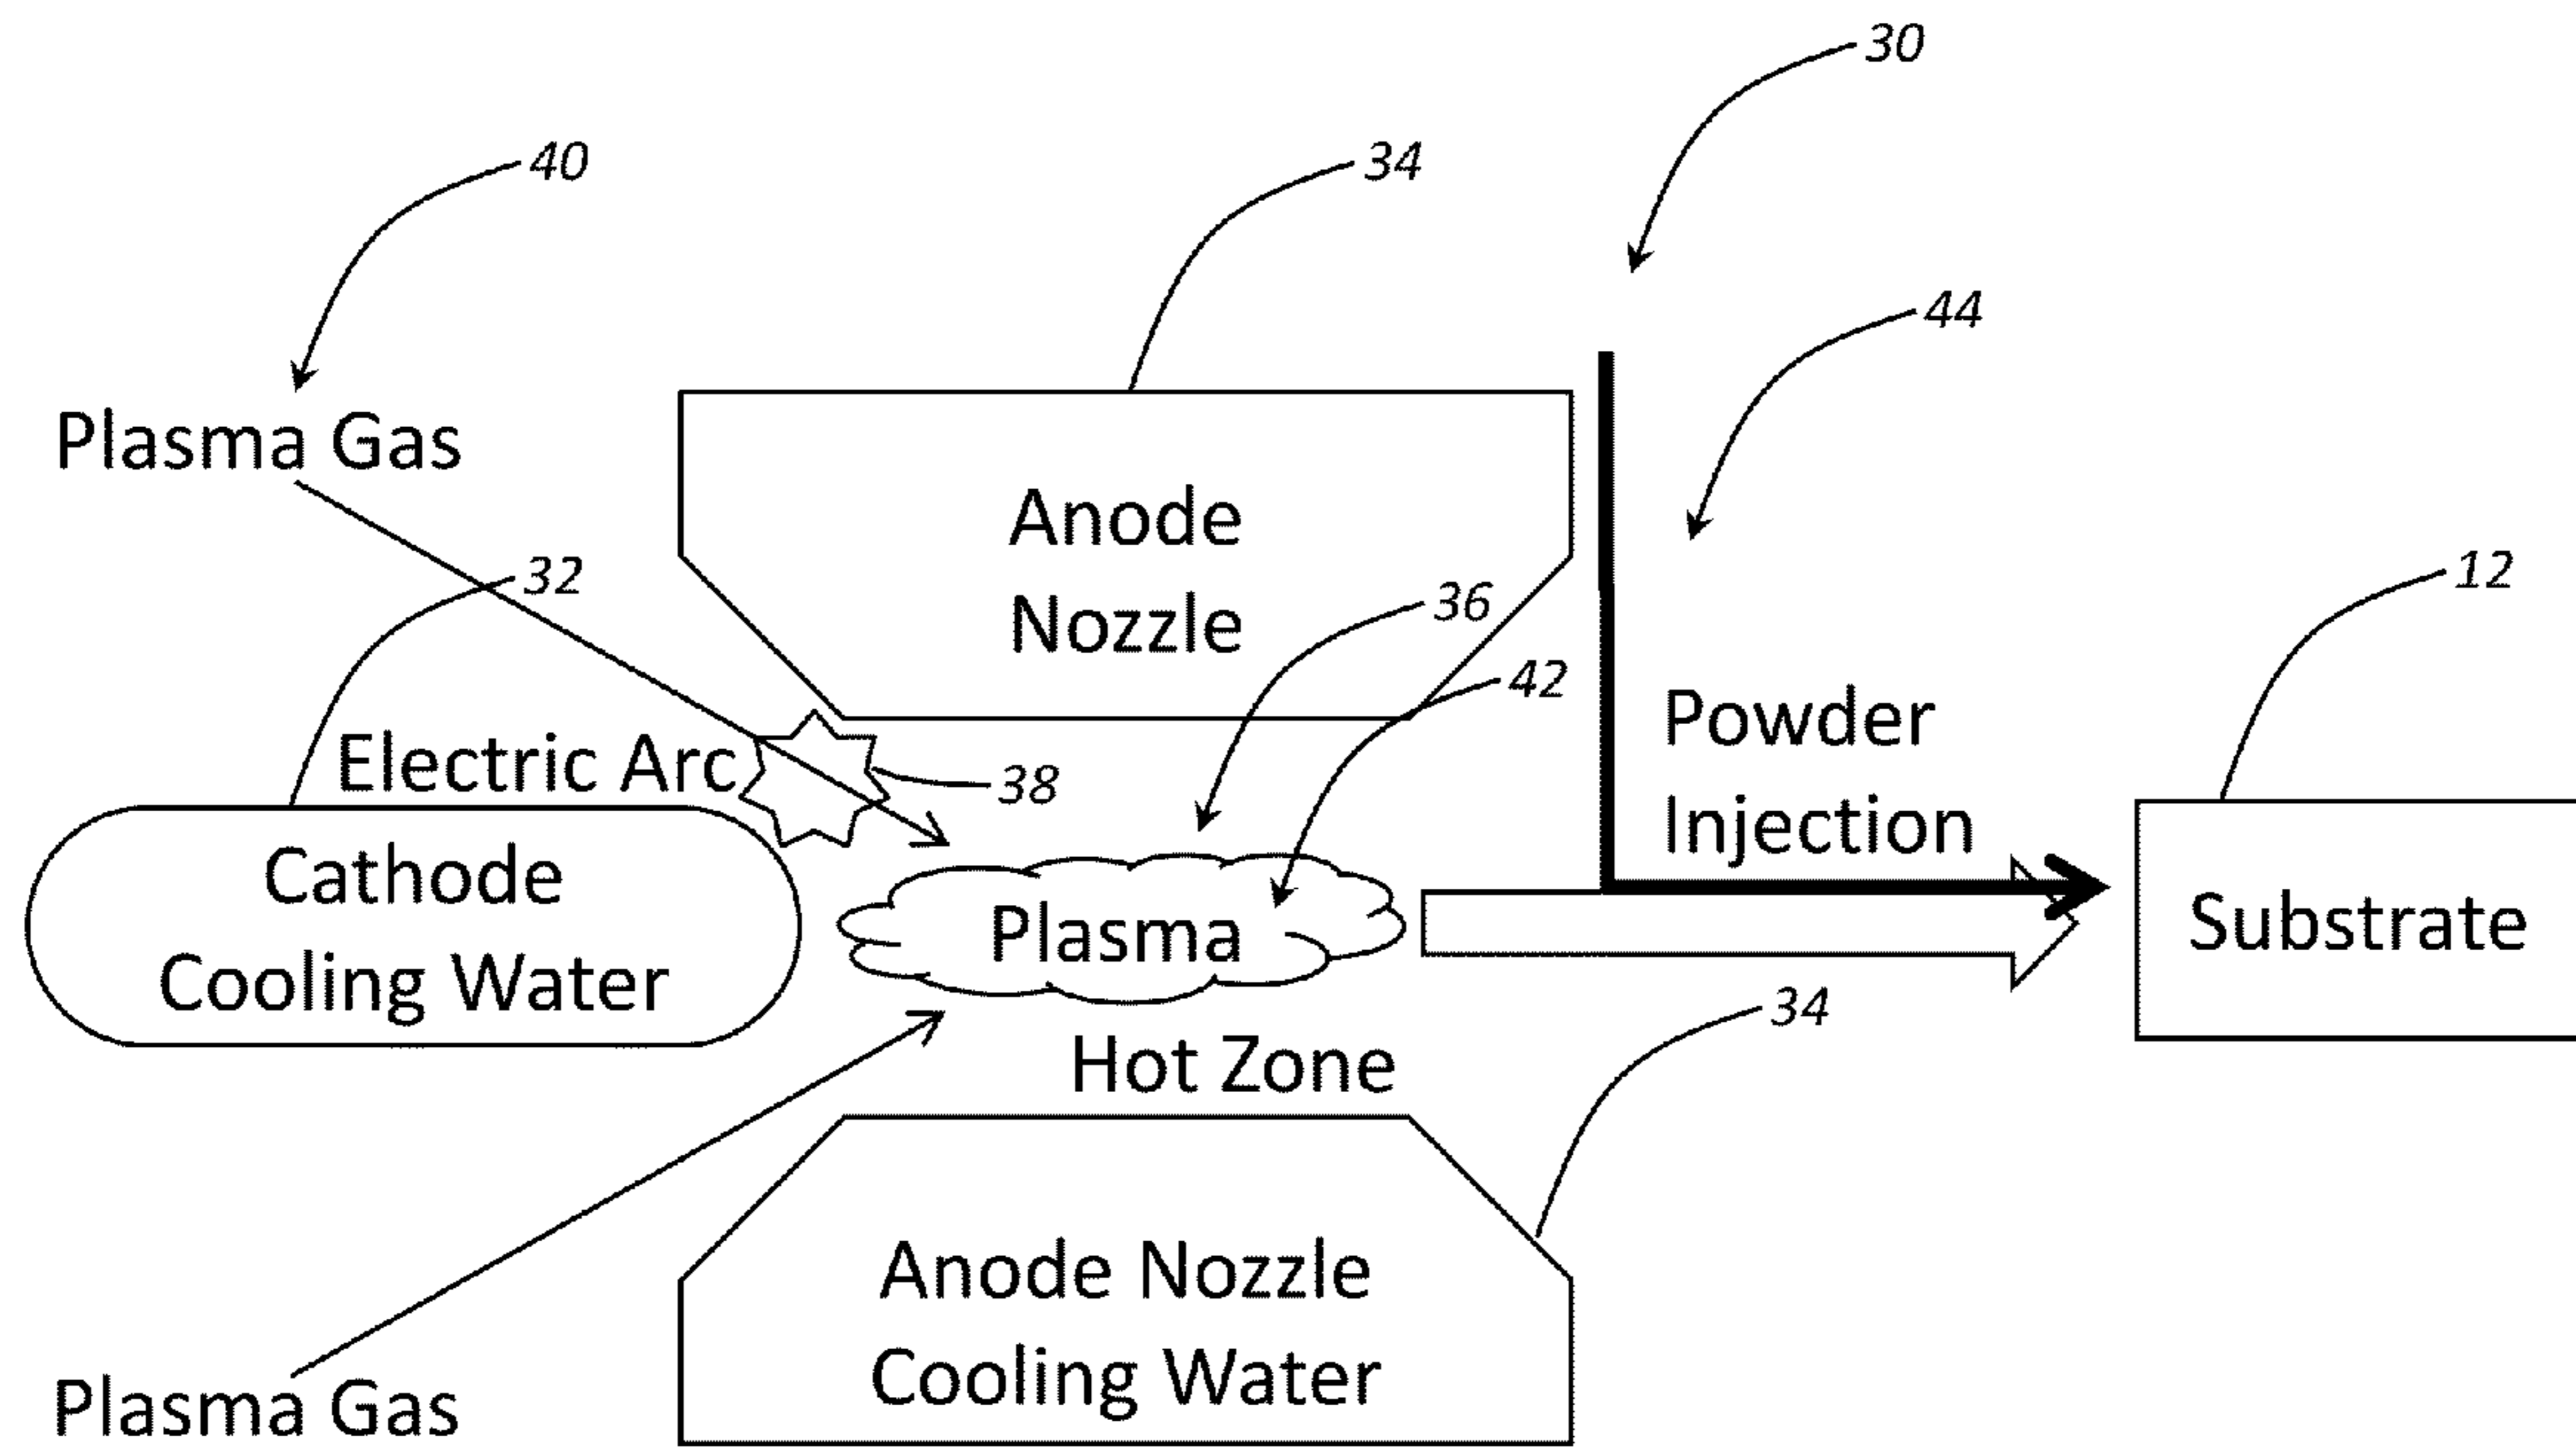 30
40
34
44
Plasma Gas
Anode
Nozzle
32
36
12
42
Powder
Injection
Electric Arc
38
Cathode
Cooling Water
Plasma
Substrate
34
Hot Zone
Anode Nozzle
Cooling Water
Plasma Gas